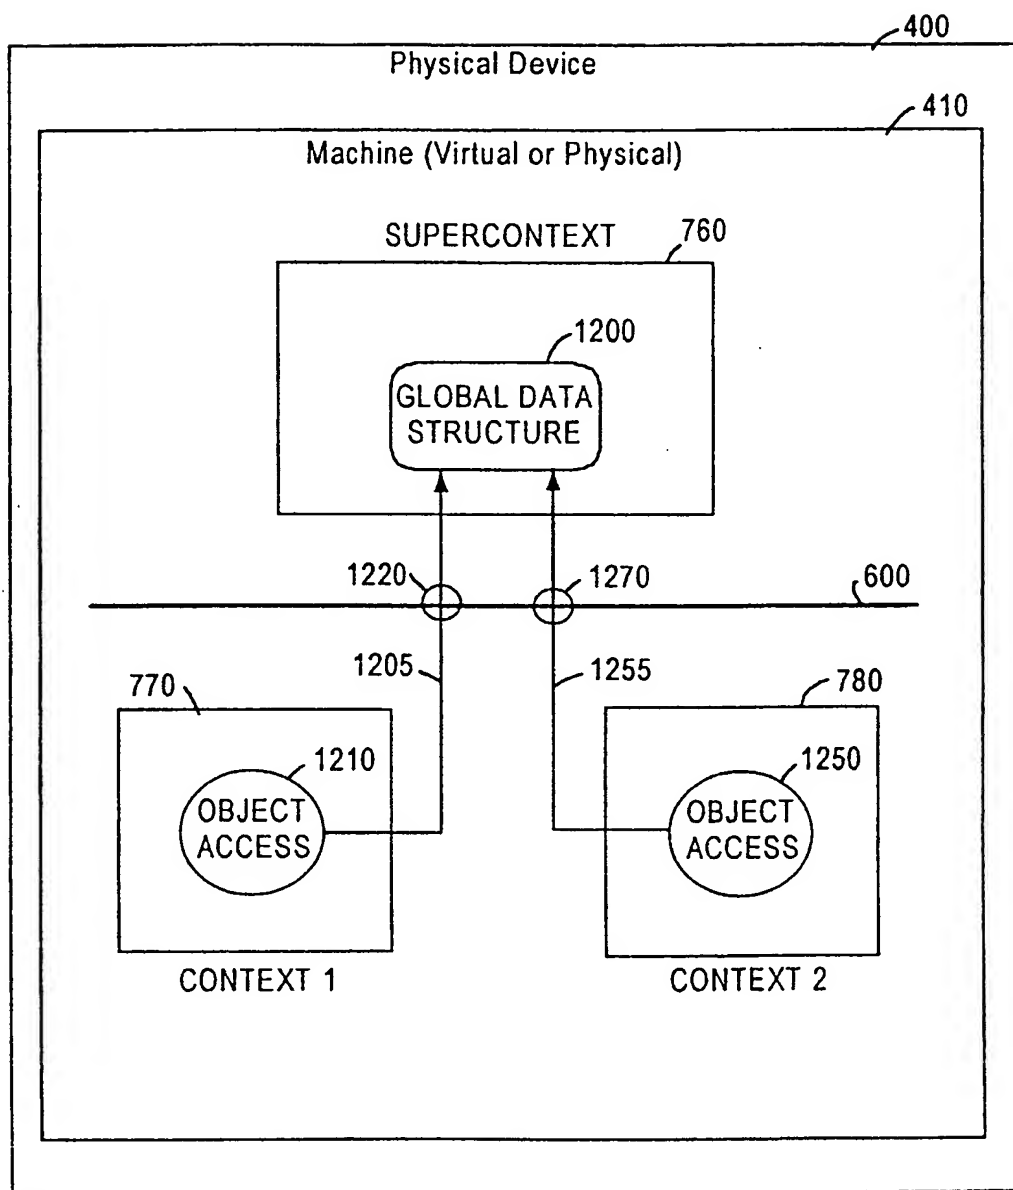 400
Physical Device
410
Machine (Virtual or Physical)
SUPERCONTEXT
760
1200
GLOBAL DATA
STRUCTURE
1220
1270
600
1205
1255
770
780
1210
1250
OBJECT
ACCESS
OBJECT
ACCESS
CONTEXT 1
CONTEXT 2